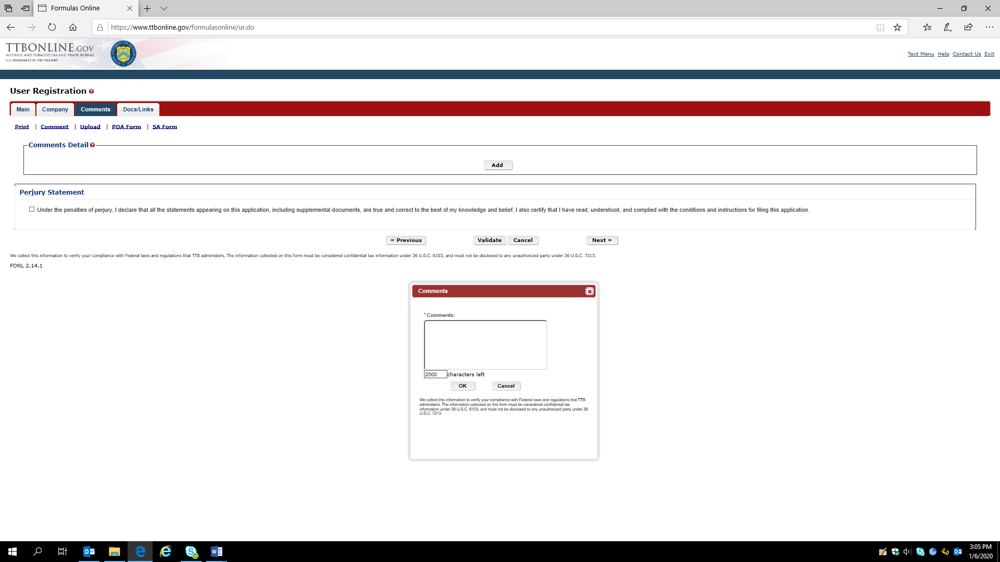 Formulas Online
https://www.ttbonline.gov/formulasonline/ur.do
TTBONLINE.GOV
ALCOHOL AND TOBACCO TAX AND TRADE BUREAU
U.S. DEPARTMENT OF THE TREASURY
Text Menu Help Contact Us Exit
User Registration
Main Company Comments Docs/Links
Print | Comment | Upload | POA Form | SA Form
Comments Detail
Add
Perjury Statement
Under the penalties of perjury, I declare that all the statements appearing on this application, including supplemental documents, are true and correct to the best of my knowledge and belief. I also certify that I have read, understood, and complied with the conditions and instructions for filing this application.
« Previous Validate Cancel Next »
We collect this information to verify your compliance with Federal laws and regulations that TTB administers. The information collected on this form must be considered confidential tax information under 26 U.S.C. 6103, and must not be disclosed to any unauthorized party under 26 U.S.C. 7213.
FONL 2.14.1
Comments
*Comments:
2000 characters left
OK Cancel
We collect this information to verify your compliance with Federal laws and regulations that TTB
administers. The information collected on this form must be considered confidential tax
information under 26 U.S.C. 6103, and must not be disclosed to any unauthorized party under 26
U.S.C. 7213.
3:05 PM
1/6/2020